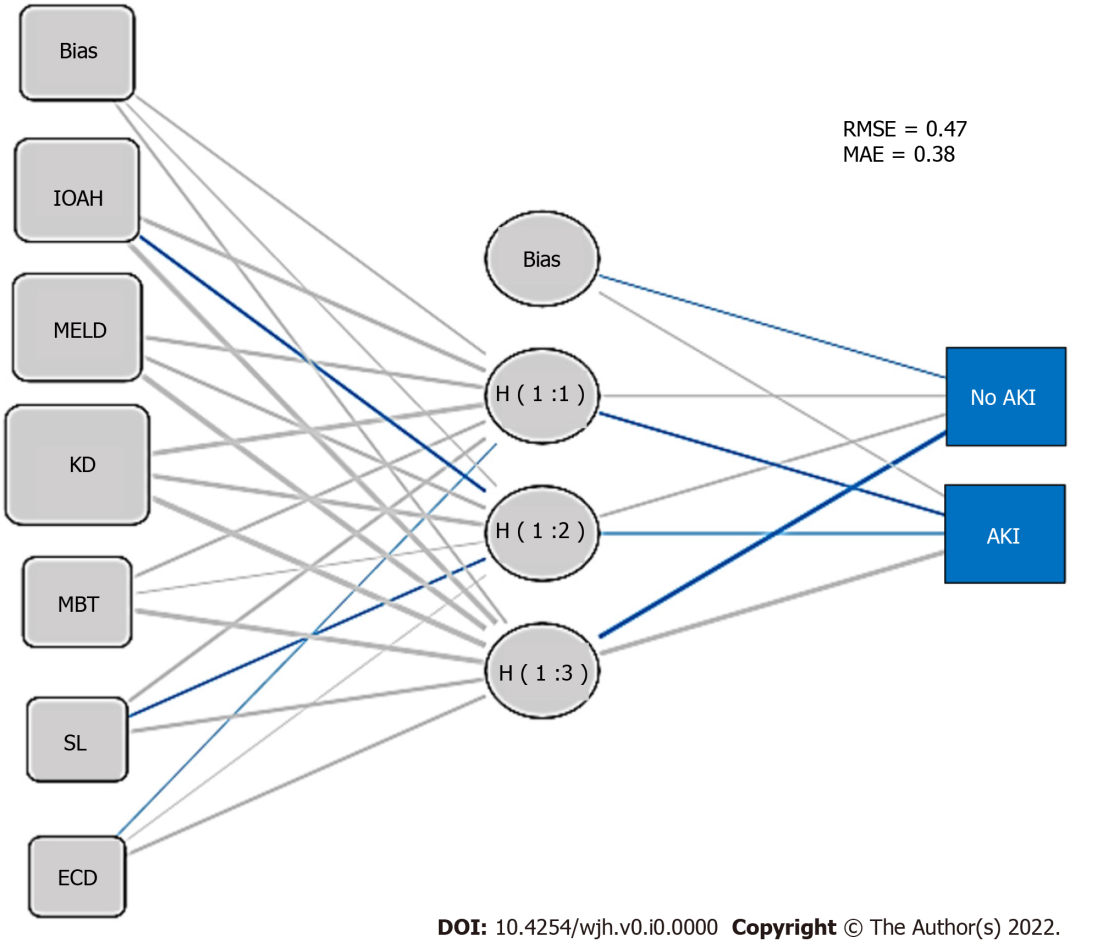 Bias
IOAH
MELD
KD
MBT
SL
ECD
Bias
H ( 1 :1 )
H ( 1 :2 )
H ( 1 :3 )
RMSE = 0.47
MAE = 0.38
No AKI
AKI
DOI: 10.4254/wjh.v0.i0.0000 Copyright © The Author(s) 2022.